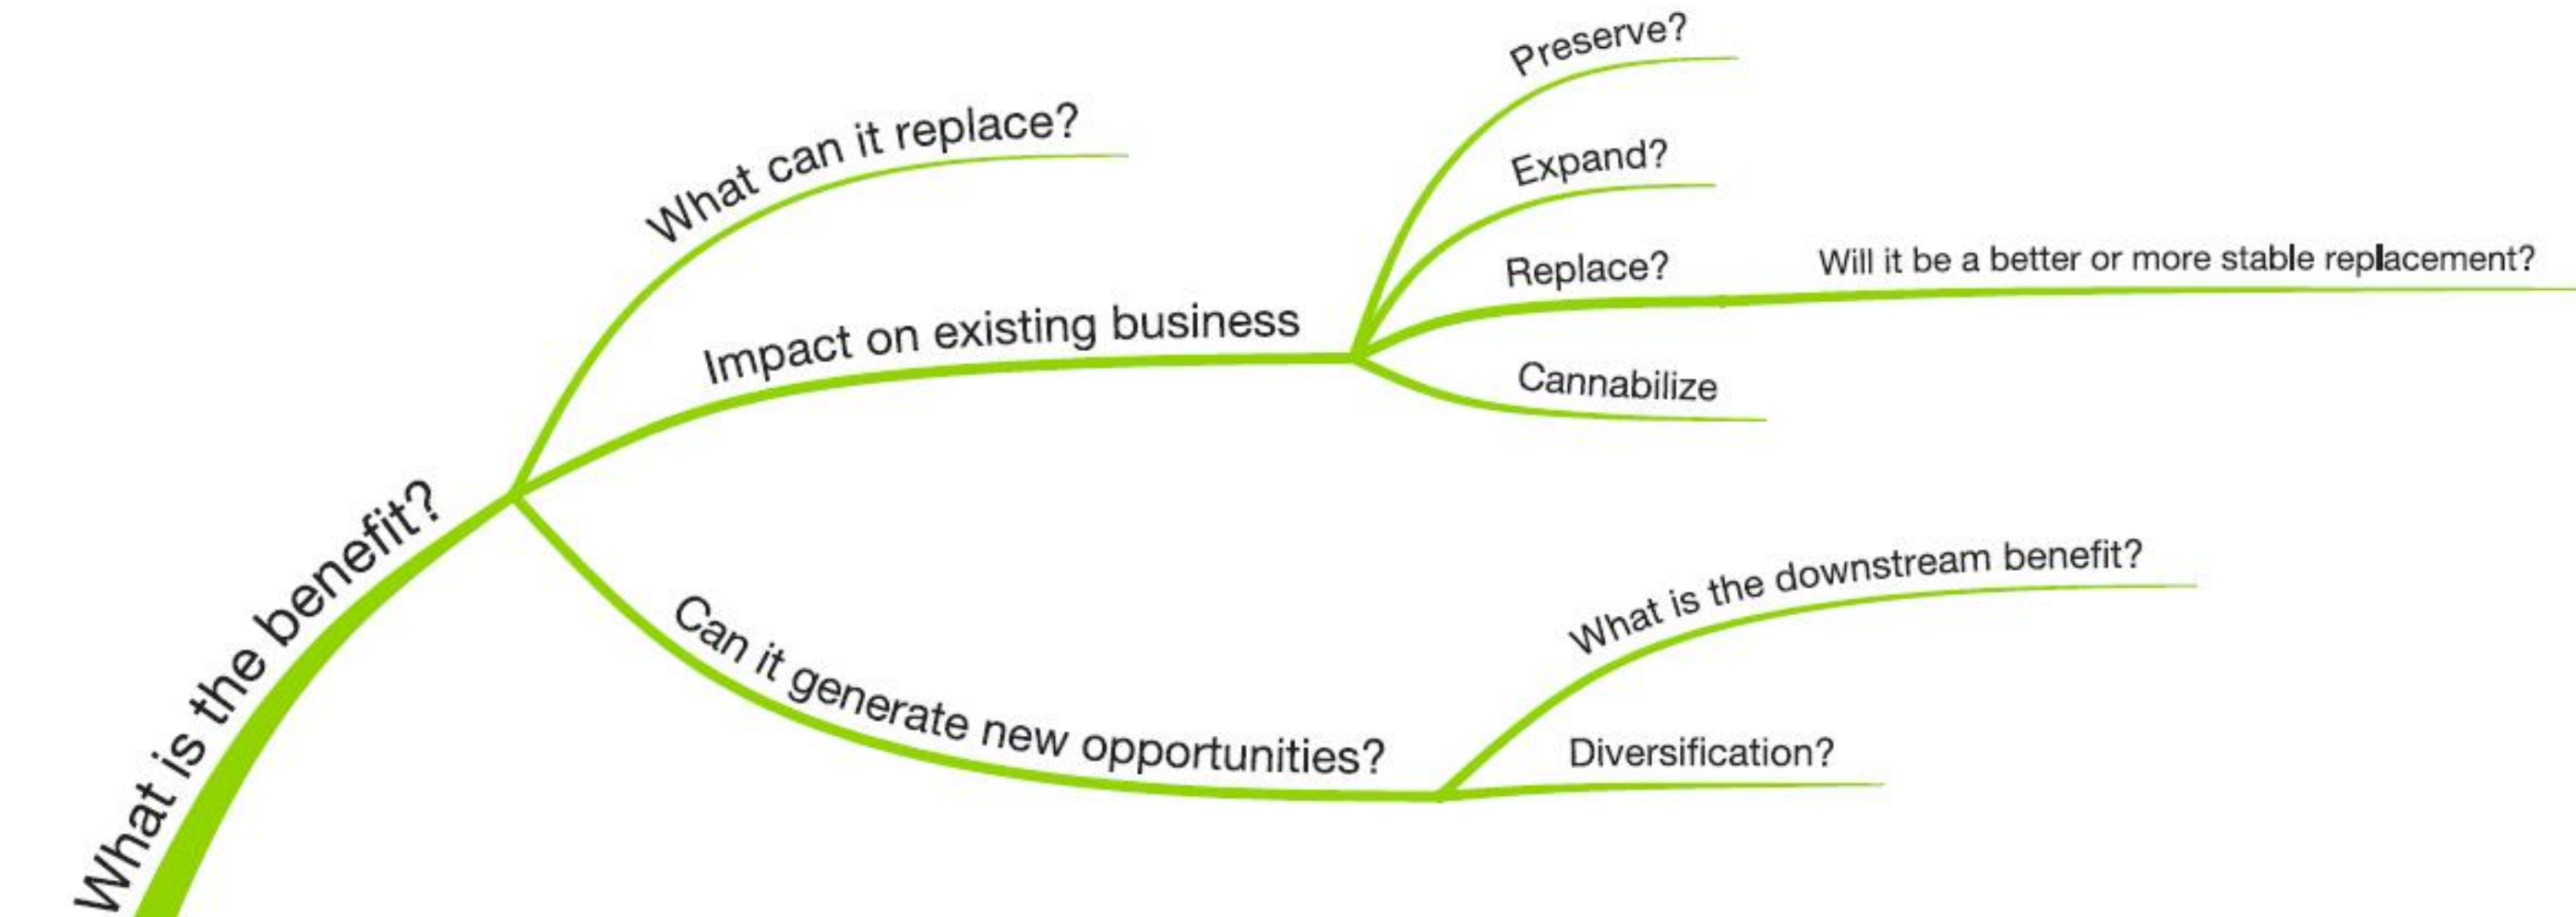 What is the benefit?
What can it replace?
Impact on existing business
Preserve?
Expand?
Replace?
Will it be a better or more stable replacement?
Cannabilize
Can it generate new opportunities?
What is the downstream benefit?
Diversification?